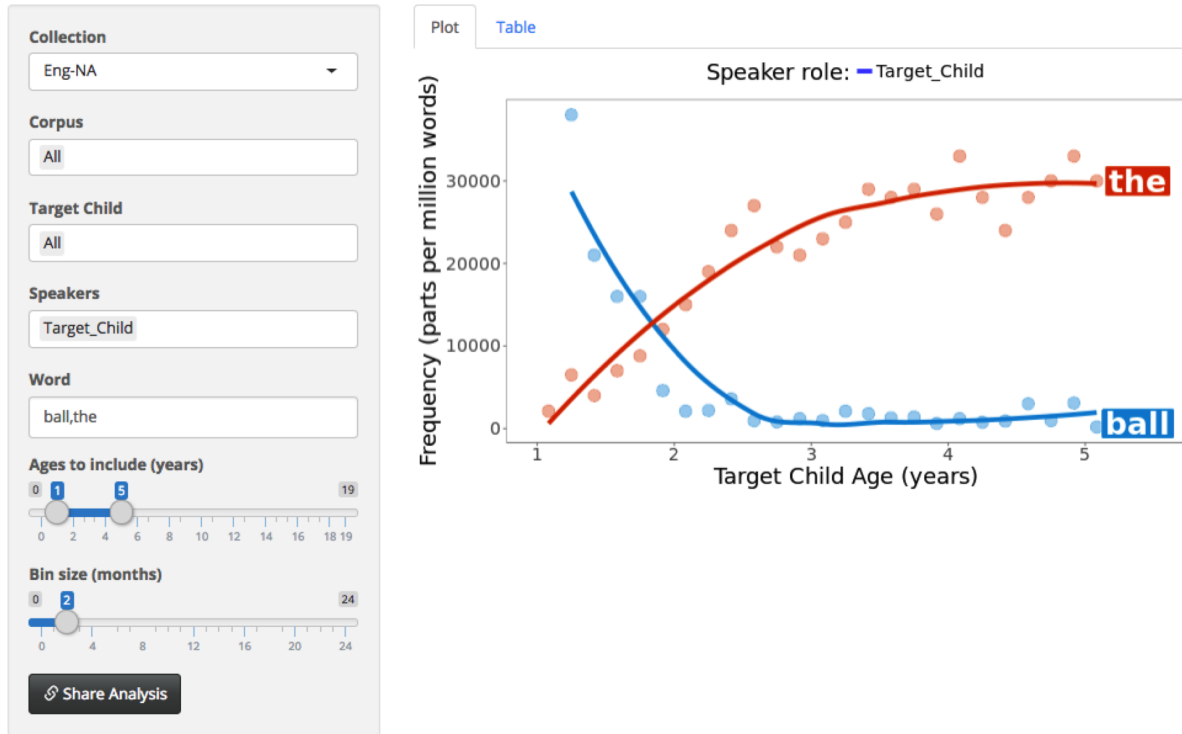 Collection
Eng-NA
Corpus
All
Target Child
All
Speakers
Target_Child
Word
ball,the
Ages to include (years)
0 1 5 19
0 2 4 6 8 10 12 14 16 18 19
Bin size (months)
0 2 24
0 4 8 12 16 20 24
Share Analysis
Plot Table
Speaker role: Target_Child
Frequency (parts per million words)
30000
20000
10000
0
the
ball
1 2 3 4 5
Target Child Age (years)